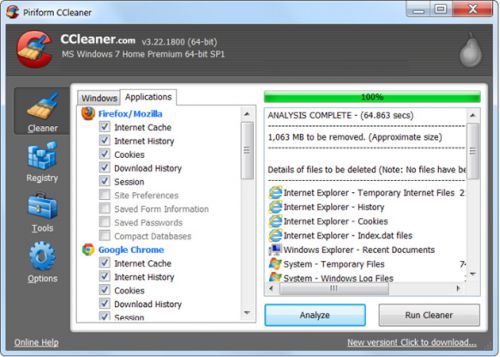 Piriform CCleaner
CCleaner.com v3.22.1800 (64-bit)
MS Windows 7 Home Premium 64-bit SP1
Cleaner
Registry
Tools
Options
Windows
Applications
Firefox/Mozilla
Internet Cache
Internet History
Cookies
Download History
Session
Site Preferences
Saved Form Information
Saved Passwords
Compact Databases
Google Chrome
Internet Cache
Internet History
Cookies
Download History
Session
100%
ANALYSIS COMPLETE - (64.863 secs)
1,063 MB to be removed. (Approximate size)
Details of files to be deleted (Note: No files have be
Internet Explorer - Temporary Internet Files 2
Internet Explorer - History
Internet Explorer - Cookies
Internet Explorer - Index.dat files
Windows Explorer - Recent Documents
System - Temporary Files 74
System - Windows Log Files
Analyze
Run Cleaner
Online Help
New version! Click to download...